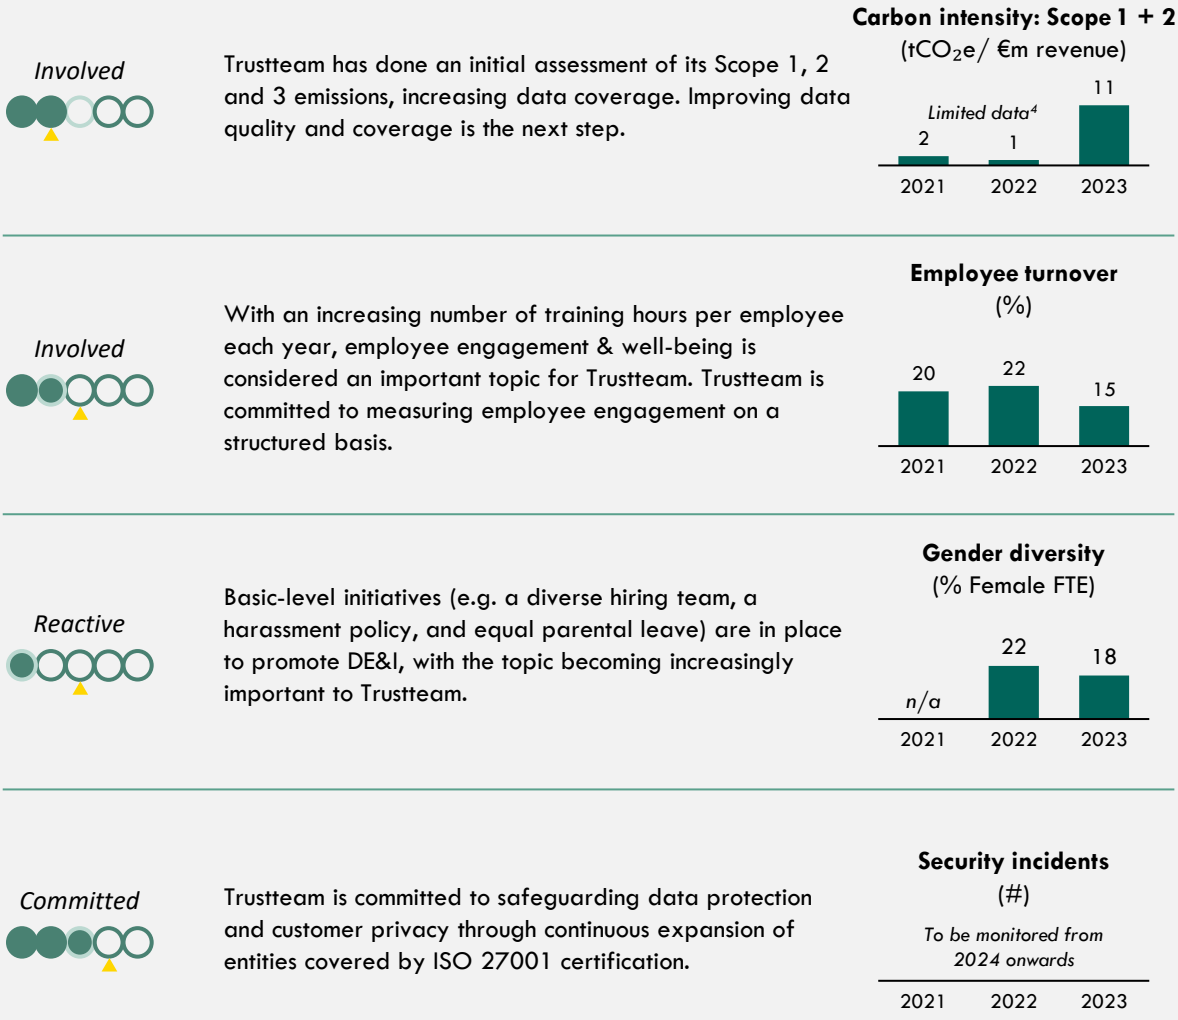 Carbon intensity: Scope 1 + 2
(tCO₂e/ €m revenue)
Involved
Trustteam has done an initial assessment of its Scope 1, 2
and 3 emissions, increasing data coverage. Improving data
quality and coverage is the next step.
Limited data⁴
2
1
11
2021
2022
2023
Employee turnover
(%)
Involved
With an increasing number of training hours per employee
each year, employee engagement & well-being is
considered an important topic for Trustteam. Trustteam is
committed to measuring employee engagement on a
structured basis.
20
22
15
2021
2022
2023
Gender diversity
(% Female FTE)
Reactive
Basic-level initiatives (e.g. a diverse hiring team, a
harassment policy, and equal parental leave) are in place
to promote DE&I, with the topic becoming increasingly
important to Trustteam.
n/a
22
18
2021
2022
2023
Security incidents
(#)
Committed
Trustteam is committed to safeguarding data protection
and customer privacy through continuous expansion of
entities covered by ISO 27001 certification.
To be monitored from
2024 onwards
2021
2022
2023